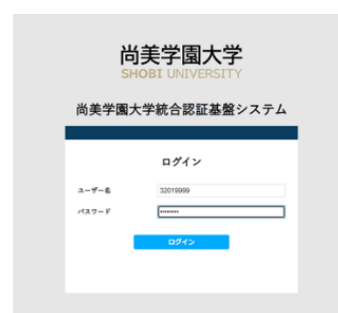 尚美学園大学
SHOBI UNIVERSITY
尚美学園大学統合認証基盤システム
ログイン
ユーザー名 32019999
パスワード ••••••••
ログイン